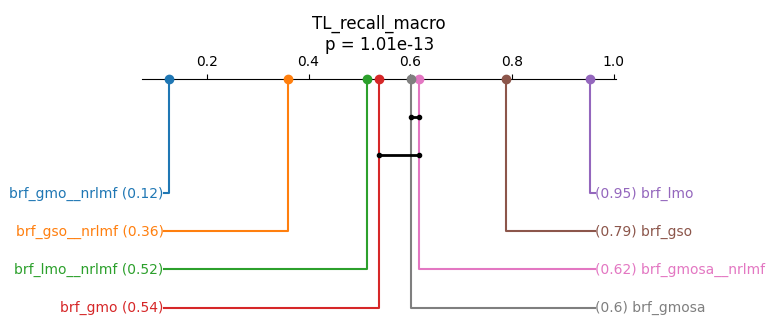 TL_recall_macro
p = 1.01e-13
0.2 0.4 0.6 0.8 1.0
brf_gmo__nrlmf (0.12) (0.95) brf_lmo
brf_gso__nrlmf (0.36) (0.79) brf_gso
brf_lmo__nrlmf (0.52) (0.62) brf_gmosa__nrlmf
brf_gmo (0.54) (0.6) brf_gmosa